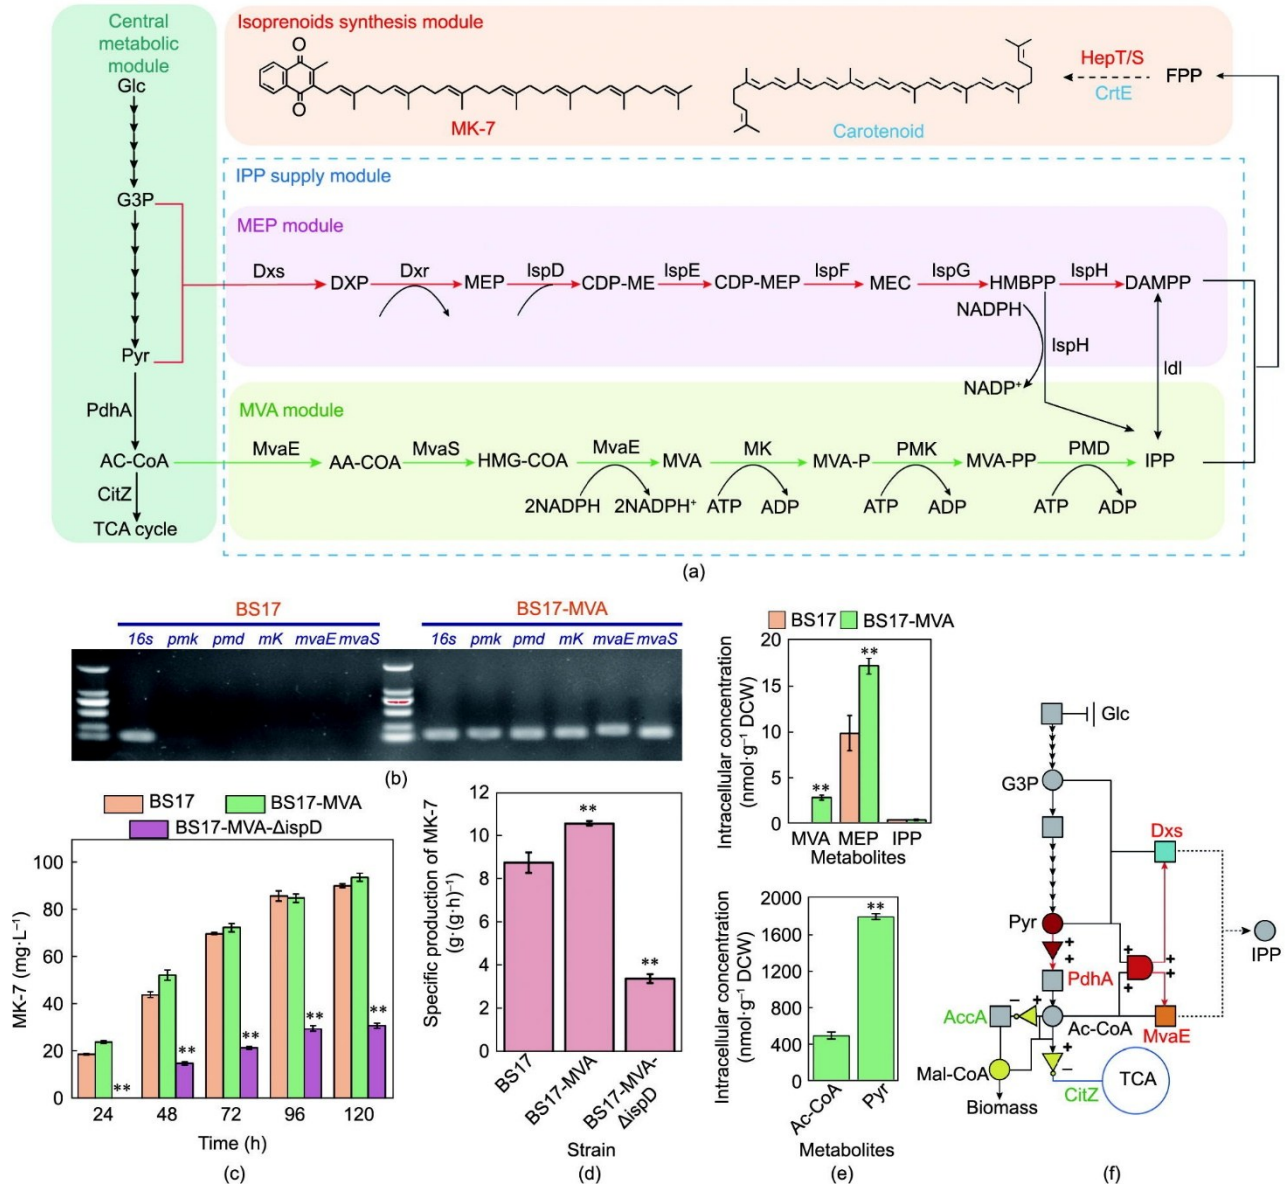 Central
metabolic
module
Glc
G3P
Pyr
PdhA
AC-CoA
CitZ
TCA cycle
Isoprenoids synthesis module
O
O
MK-7
Carotenoid
HepT/S
CrtE
FPP
IPP supply module
MEP module
Dxs
DXP
Dxr
MEP
IspD
CDP-ME
IspE
CDP-MEP
IspF
MEC
IspG
HMBPP
IspH
DAMPP
NADPH
IspH
NADP+
Idl
MVA module
MvaE
AA-COA
MvaS
HMG-COA
MvaE
MVA
MK
MVA-P
PMK
MVA-PP
PMD
IPP
2NADPH 2NADPH+ ATP ADP ATP ADP ATP ADP
(a)
BS17 BS17-MVA
16s pmk pmd mK mvaE mvaS 16s pmk pmd mK mvaE mvaS
(b)
BS17 BS17-MVA
BS17-MVA-ΔispD
MK-7 (mg·L⁻¹)
100
80
60
40
20
0
** ** ** ** **
24 48 72 96 120
Time (h)
(c)
Specific production of MK-7
(g·(g·h)⁻¹)
12
10
8
6
4
2
0
** **
BS17
BS17-MVA
BS17-MVA-
ΔispD
Strain
(d)
BS17 BS17-MVA
Intracellular concentration
(nmol·g⁻¹ DCW)
20
15
10
5
0
** **
MVA MEP IPP
Metabolites
Intracellular concentration
(nmol·g⁻¹ DCW)
2000
1600
1200
800
400
0
**
Ac-CoA
Pyr
Metabolites
(e)
Glc
G3P
Dxs
Pyr
+ + + +
+ + + +
PdhA
IPP
− +
AccA
Ac-CoA
MvaE
+
−
Mal-CoA
TCA
CitZ
Biomass
(f)